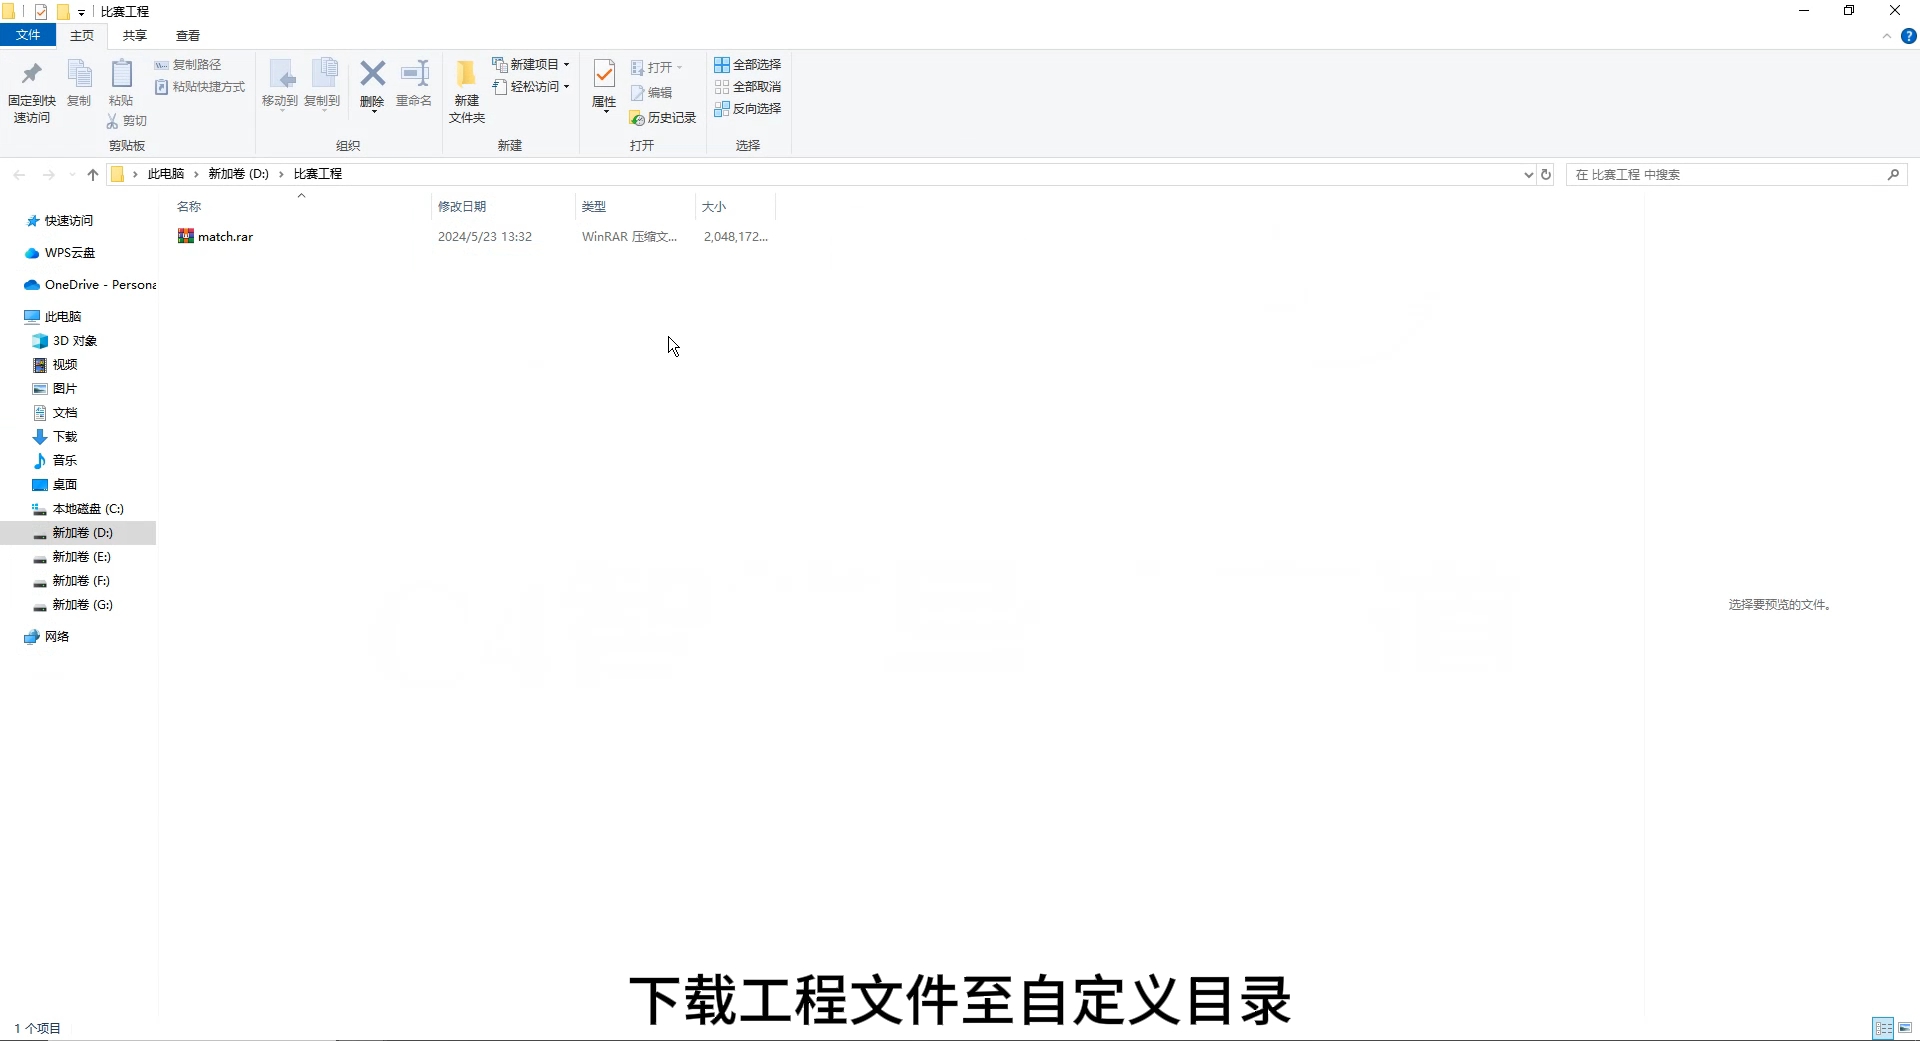 比赛工程
文件 主页 共享 查看
固定到快速访问 复制 粘贴 复制路径 粘贴快捷方式 剪切
移动到 复制到 删除 重命名
新建文件夹 新建项目 轻松访问
属性 打开 编辑 历史记录
全部选择 全部取消 反向选择
剪贴板 组织 新建 打开 选择
此电脑 › 新加卷 (D:) › 比赛工程
在 比赛工程 中搜索
名称 修改日期 类型 大小
match.rar 2024/5/23 13:32 WinRAR 压缩文... 2,048,172...
快速访问
WPS云盘
OneDrive - Persona
此电脑
3D 对象
视频
图片
文档
下载
音乐
桌面
本地磁盘 (C:)
新加卷 (D:)
新加卷 (E:)
新加卷 (F:)
新加卷 (G:)
网络
选择要预览的文件。
下载工程文件至自定义目录
1 个项目